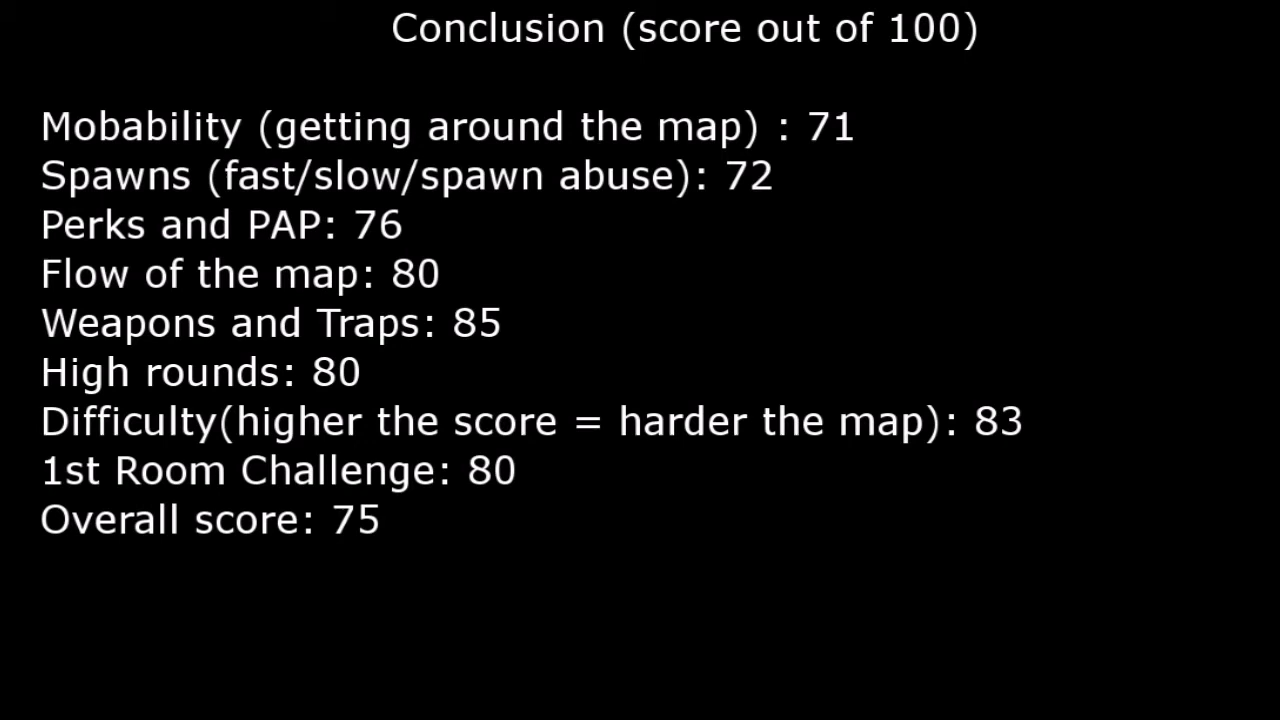 Conclusion (score out of 100)
Mobability (getting around the map) : 71
Spawns (fast/slow/spawn abuse): 72
Perks and PAP: 76
Flow of the map: 80
Weapons and Traps: 85
High rounds: 80
Difficulty(higher the score = harder the map): 83
1st Room Challenge: 80
Overall score: 75